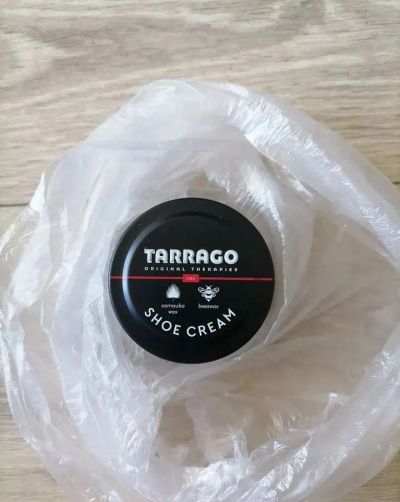 TARRAGO
ORIGINAL THERAPIES
carnauba wax
beeswax
SHOE CREAM